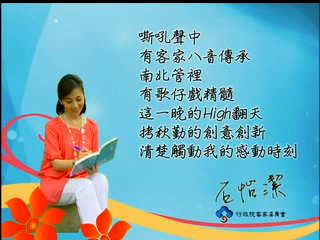 嘶吼聲中
有客家八音傳承
南北管裡
有歌仔戲精髓
這一晚的High翻天
拷秋勤的創意創新
清楚觸動我的感動時刻
石怡潔
行政院客家委員會